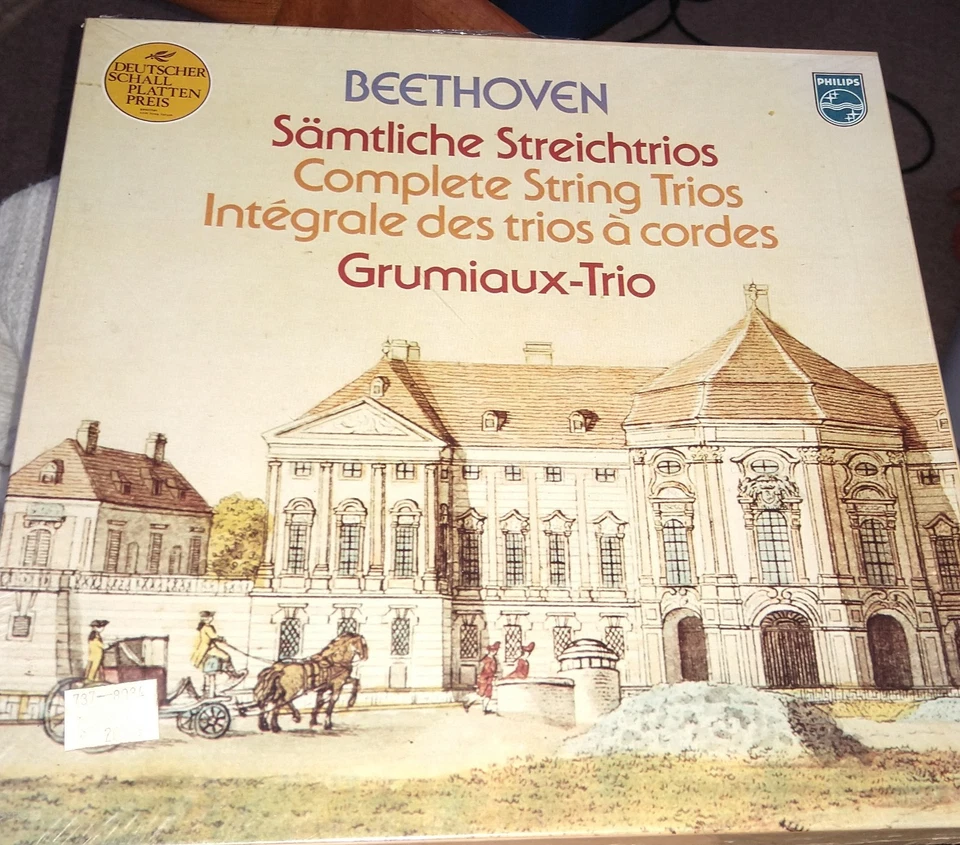 DEUTSCHER
SCHALL
PLATTEN
PREIS
PHILIPS
BEETHOVEN
Sämtliche Streichtrios
Complete String Trios
Intégrale des trios à cordes
Grumiaux-Trio